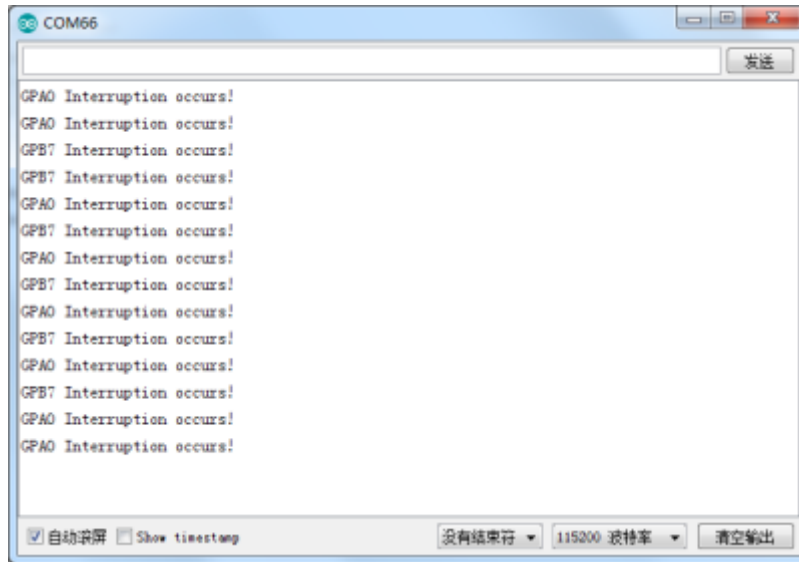 COM66
发送
GPA0 Interruption occurs!
GPA0 Interruption occurs!
GPB7 Interruption occurs!
GPB7 Interruption occurs!
GPA0 Interruption occurs!
GPB7 Interruption occurs!
GPA0 Interruption occurs!
GPB7 Interruption occurs!
GPA0 Interruption occurs!
GPB7 Interruption occurs!
GPA0 Interruption occurs!
GPB7 Interruption occurs!
GPA0 Interruption occurs!
GPA0 Interruption occurs!
自动滚屏 Show timestamp 没有结束符 115200 波特率 清空输出